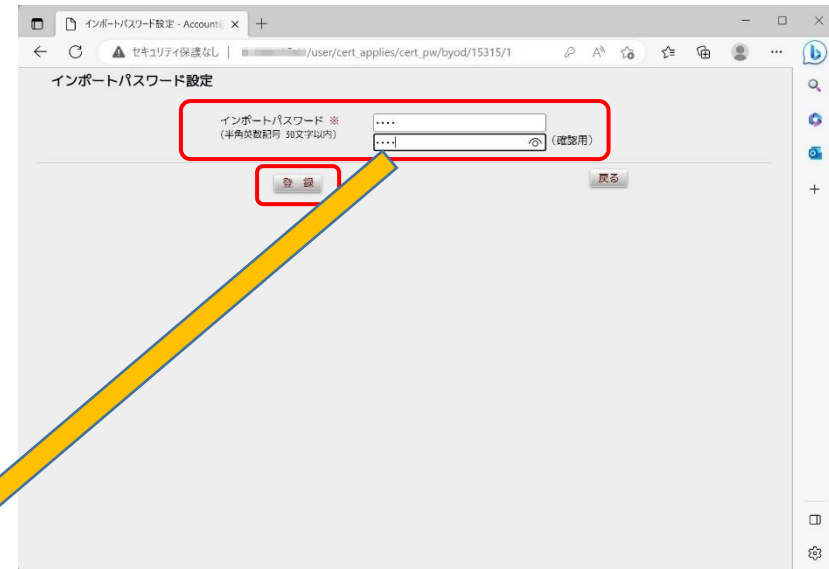 インポートパスワード設定 - Account
セキュリティ保護なし | /user/cert_applies/cert_pw/byod/15315/1
インポートパスワード設定
インポートパスワード ※
(半角英数記号 30文字以内)
(確認用)
登 録
戻る